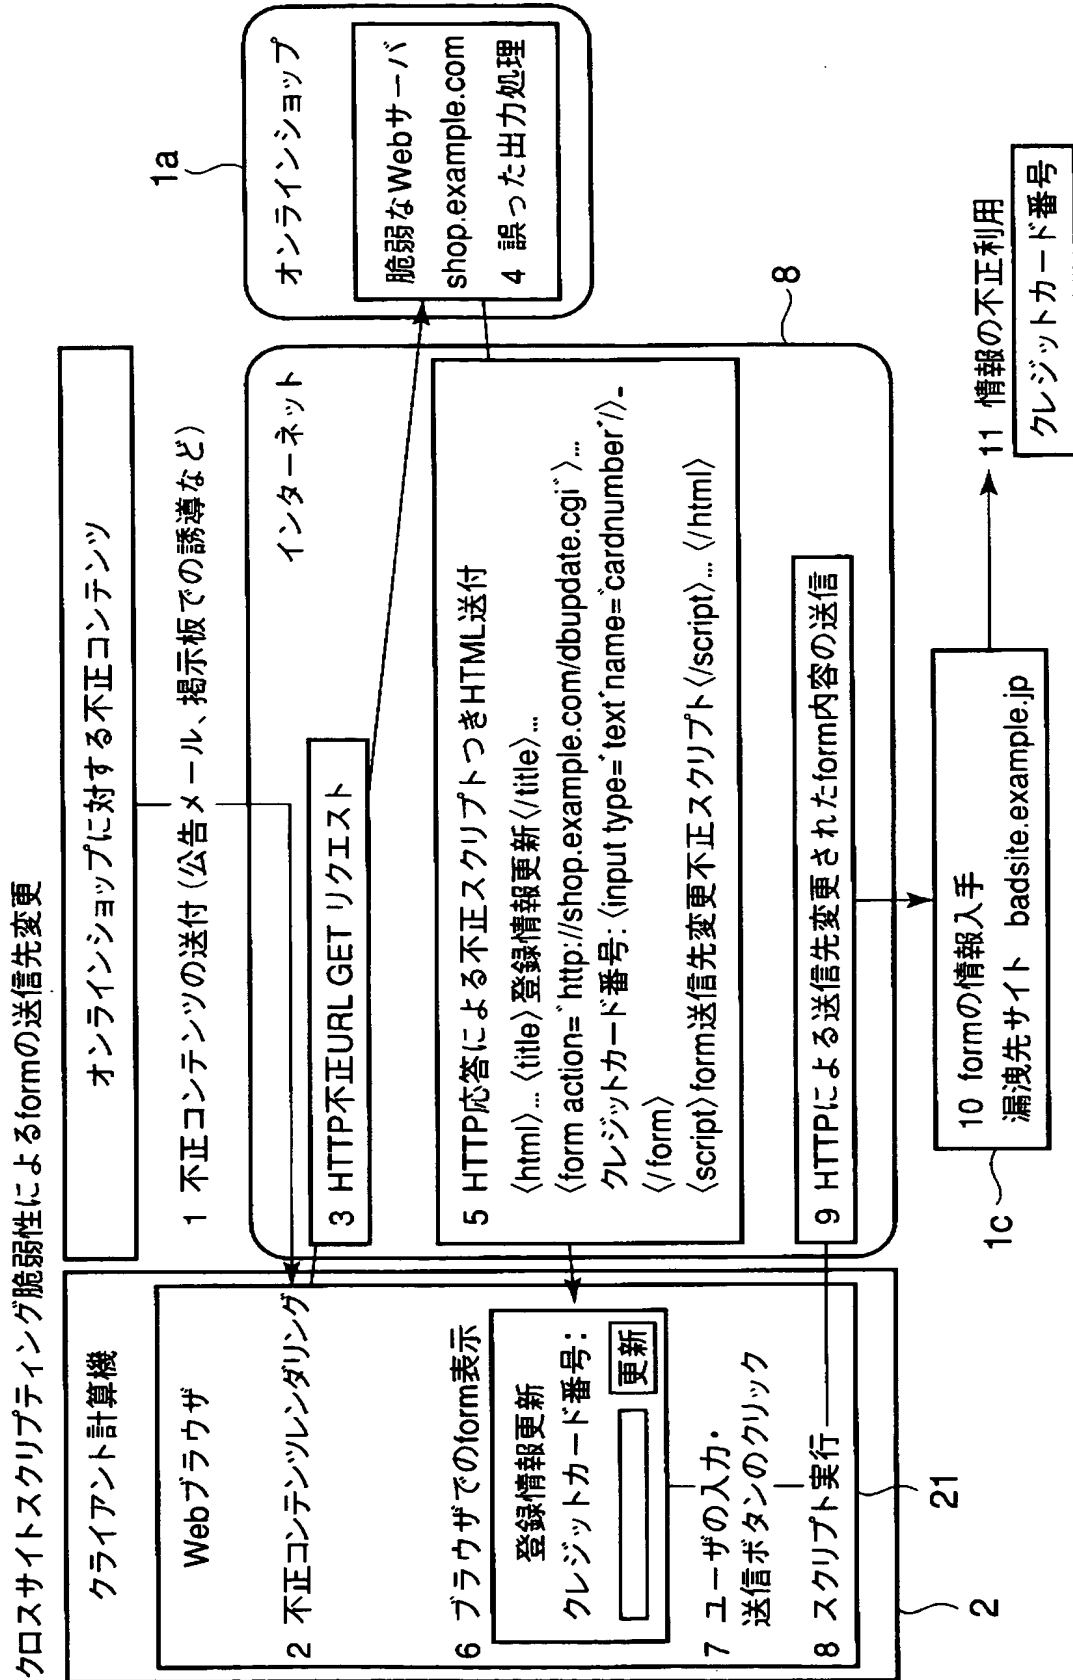 クロスサイトスクリプティング脆弱性によるformの送信先変更
クライアント計算機
Webブラウザ
2 不正コンテンツレンダリング
6 ブラウザでのform表示
登録情報更新
クレジットカード番号:
更新
7 ユーザの入力・
送信ボタンのクリック
8 スクリプト実行
21
2
オンラインショップに対する不正コンテンツ
1 不正コンテンツの送付(公告メール、掲示板での誘導など)
インターネット
3 HTTP不正URL GET リクエスト
5 HTTP応答による不正スクリプトつきHTML送付
〈html〉... 〈title〉登録情報更新〈/title〉...
〈form action=”http://shop.example.com/dbupdate.cgi”〉...
クレジットカード番号:〈input type=”text”name=”cardnumber”/〉...
〈/form〉
〈script〉form送信先変更不正スクリプト〈/script〉... 〈/html〉
9 HTTPによる送信先変更されたform内容の送信
8
1a
オンラインショップ
脆弱なWebサーバ
shop.example.com
4 誤った出力処理
10 formの情報入手
漏洩先サイト badsite.example.jp
1c
11 情報の不正利用
クレジットカード番号